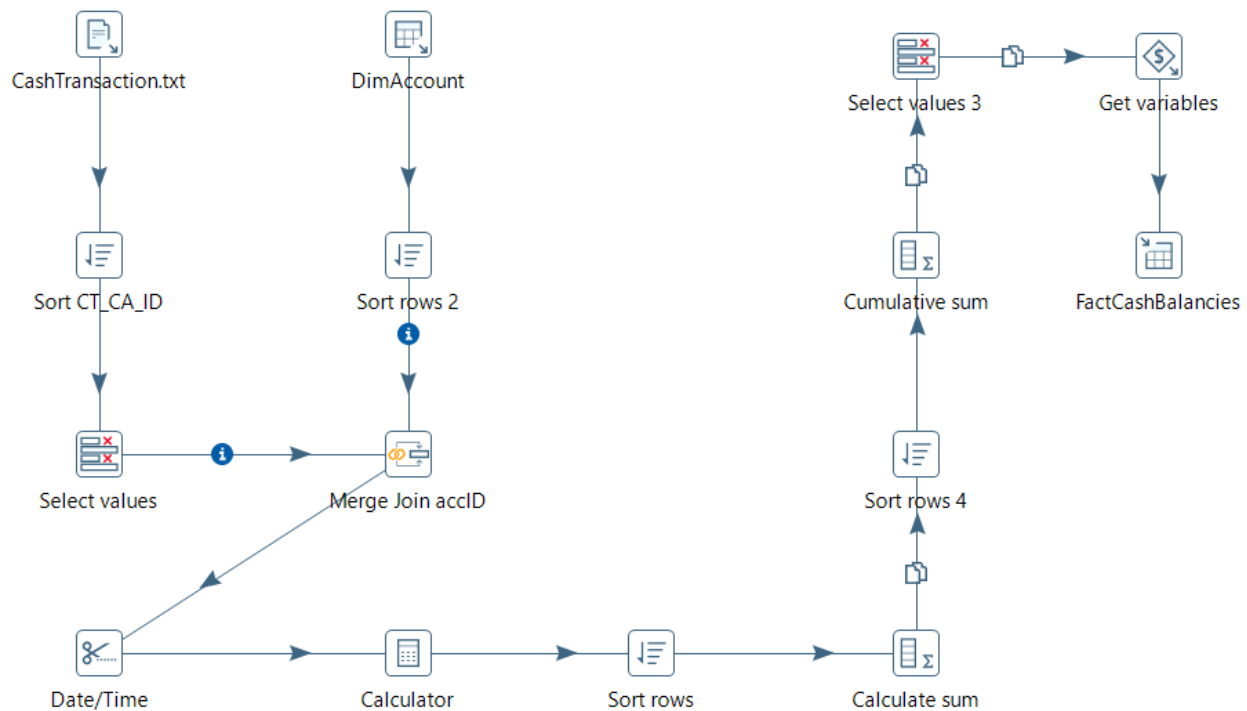 CashTransaction.txt
DimAccount
Select values 3
Get variables
Sort CT_CA_ID
Sort rows 2
Cumulative sum
FactCashBalancies
Select values
Merge Join accID
Sort rows 4
Date/Time
Calculator
Sort rows
Calculate sum